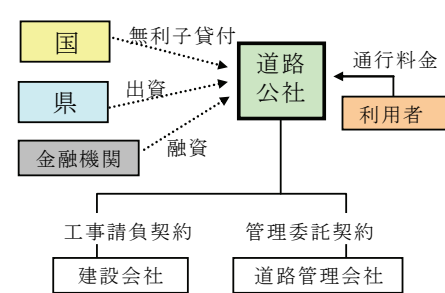 国
無利子貸付
道路
公社
通行料金
県
出資
利用者
金融機関
融資
工事請負契約
管理委託契約
建設会社
道路管理会社